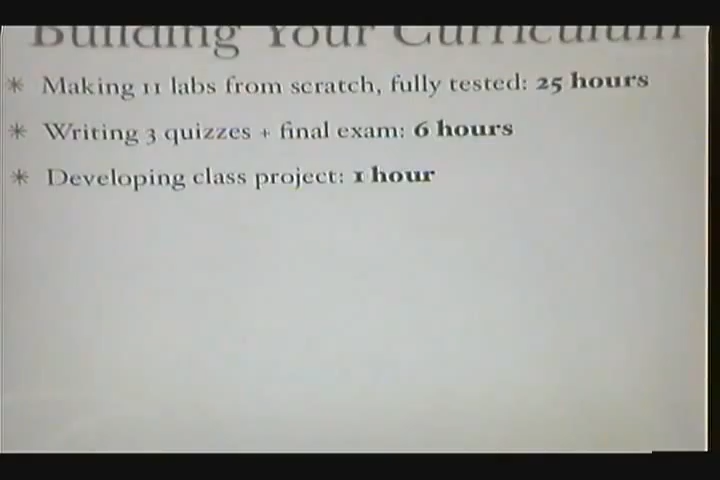 Building Your Curriculum
* Making 11 labs from scratch, fully tested: 25 hours
* Writing 3 quizzes + final exam: 6 hours
* Developing class project: 1 hour